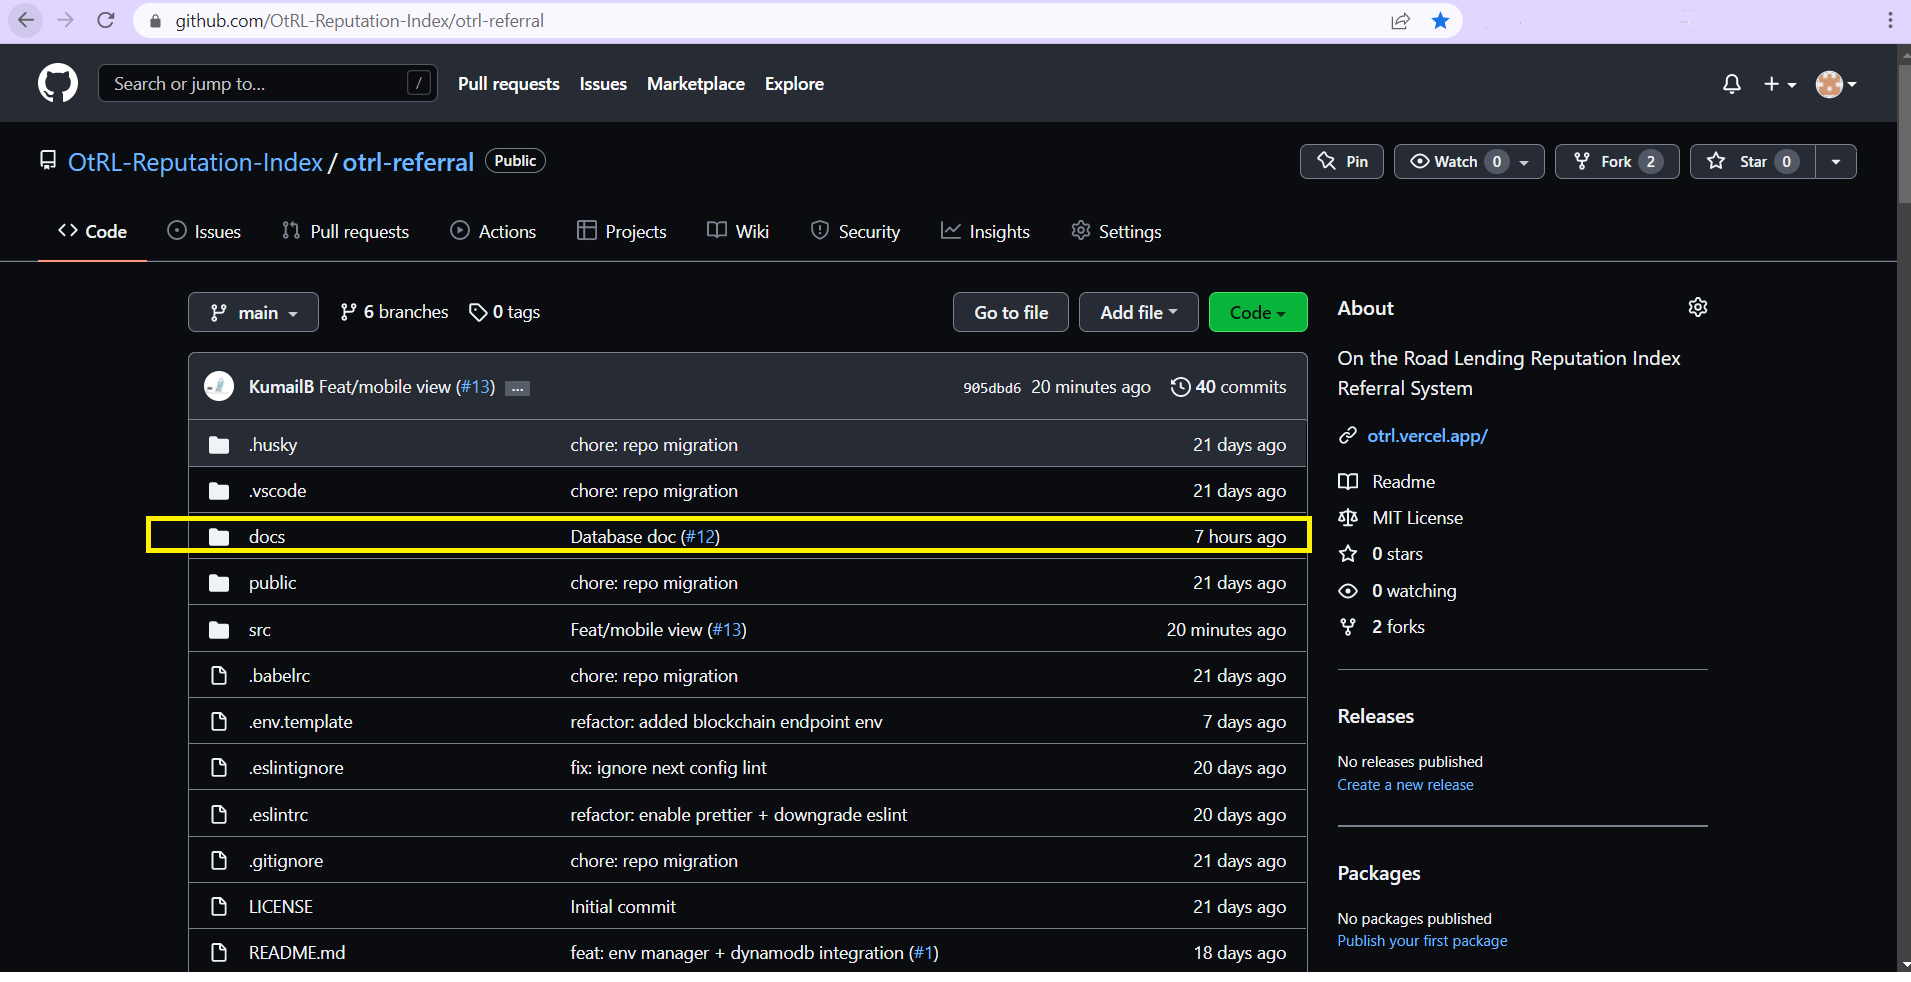 github.com/OtRL-Reputation-Index/otrl-referral
Search or jump to... / Pull requests Issues Marketplace Explore
OtRL-Reputation-Index / otrl-referral Public Pin Watch 0 Fork 2 Star 0
Code Issues Pull requests Actions Projects Wiki Security Insights Settings
main 6 branches 0 tags Go to file Add file Code
KumailB Feat/mobile view (#13) ... 905dbd6 20 minutes ago 40 commits
.husky chore: repo migration 21 days ago
.vscode chore: repo migration 21 days ago
docs Database doc (#12) 7 hours ago
public chore: repo migration 21 days ago
src Feat/mobile view (#13) 20 minutes ago
.babelrc chore: repo migration 21 days ago
.env.template refactor: added blockchain endpoint env 7 days ago
.eslintignore fix: ignore next config lint 20 days ago
.eslintrc refactor: enable prettier + downgrade eslint 20 days ago
.gitignore chore: repo migration 21 days ago
LICENSE Initial commit 21 days ago
README.md feat: env manager + dynamodb integration (#1) 18 days ago
About
On the Road Lending Reputation Index
Referral System
otrl.vercel.app/
Readme
MIT License
0 stars
0 watching
2 forks
Releases
No releases published
Create a new release
Packages
No packages published
Publish your first package